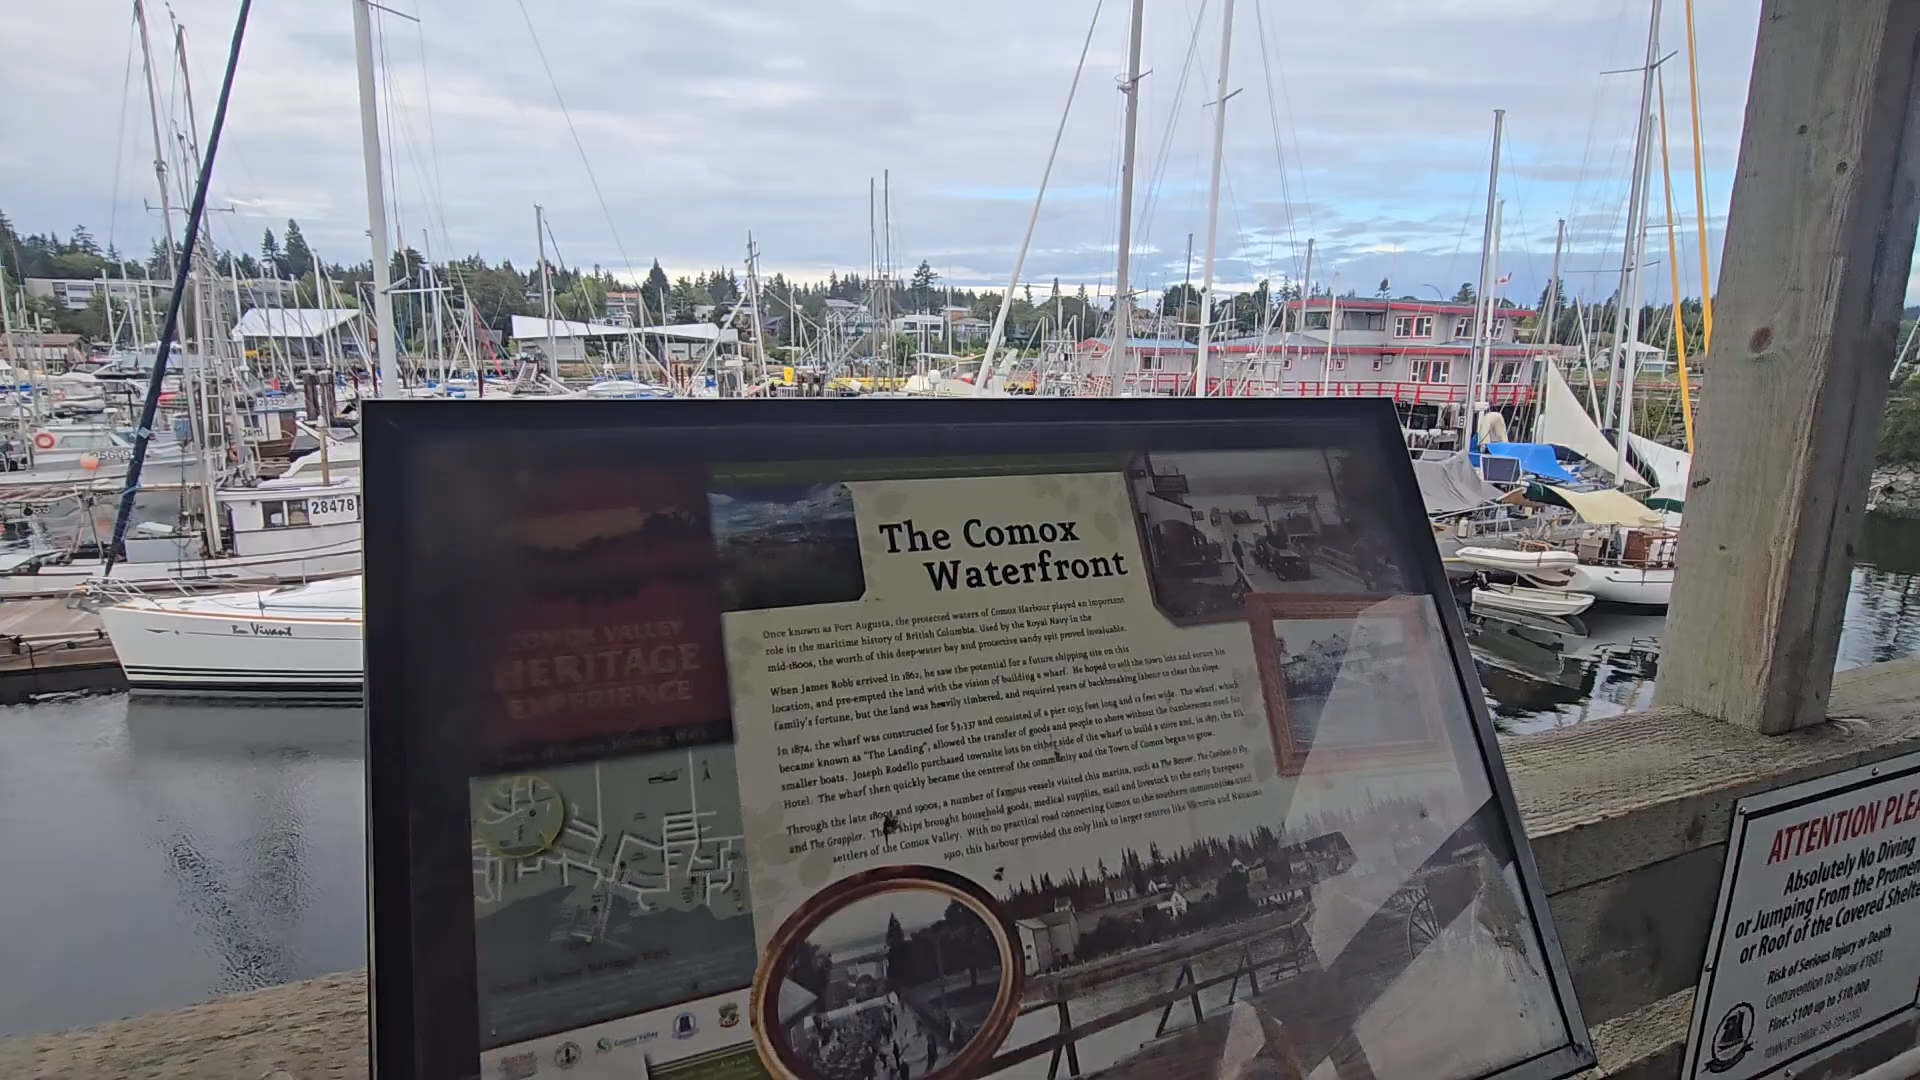 28478
Bon Vivant
The Comox
Waterfront
Once known as Port Augusta, the protected waters of Comox Harbour played an important
role in the maritime history of British Columbia. Used by the Royal Navy in the
mid-1800s, the worth of this deep-water bay and protective sandy spit proved invaluable.
When James Robb arrived in 1862, he saw the potential for a future shipping site on this
location, and pre-empted the land with the vision of building a wharf. He hoped to sell the town lots and secure his
family's fortune, but the land was heavily timbered, and required years of backbreaking labour to clear the slope.
In 1874, the wharf was constructed for $3,337 and consisted of a pier 1035 feet long and 12 feet wide. The wharf, which
became known as "The Landing", allowed the transfer of goods and people to shore without the cumbersome need for
smaller boats. Joseph Rodello purchased townsite lots on either side of the wharf to build a store and, in 1877, the Elk
Hotel. The wharf then quickly became the centre of the community and the Town of Comox began to grow.
Through the late 1800s and 1900s, a number of famous vessels visited this marina, such as The Beaver, The Cariboo & Fly,
and The Grappler. The ships brought household goods, medical supplies, mail and livestock to the early European
settlers of the Comox Valley. With no practical road connecting Comox to the southern communities until
1910, this harbour provided the only link to larger centres like Victoria and Nanaimo.
COMOX VALLEY
HERITAGE
EXPERIENCE
Town of Comox Heritage Walk
Comox Valley
ATTENTION PLEA
Absolutely No Diving
or Jumping From the Promen
or Roof of the Covered Shelte
Risk of Serious Injury or Death
Contravention to Bylaw #1681
Fine: $100 up to $10,000